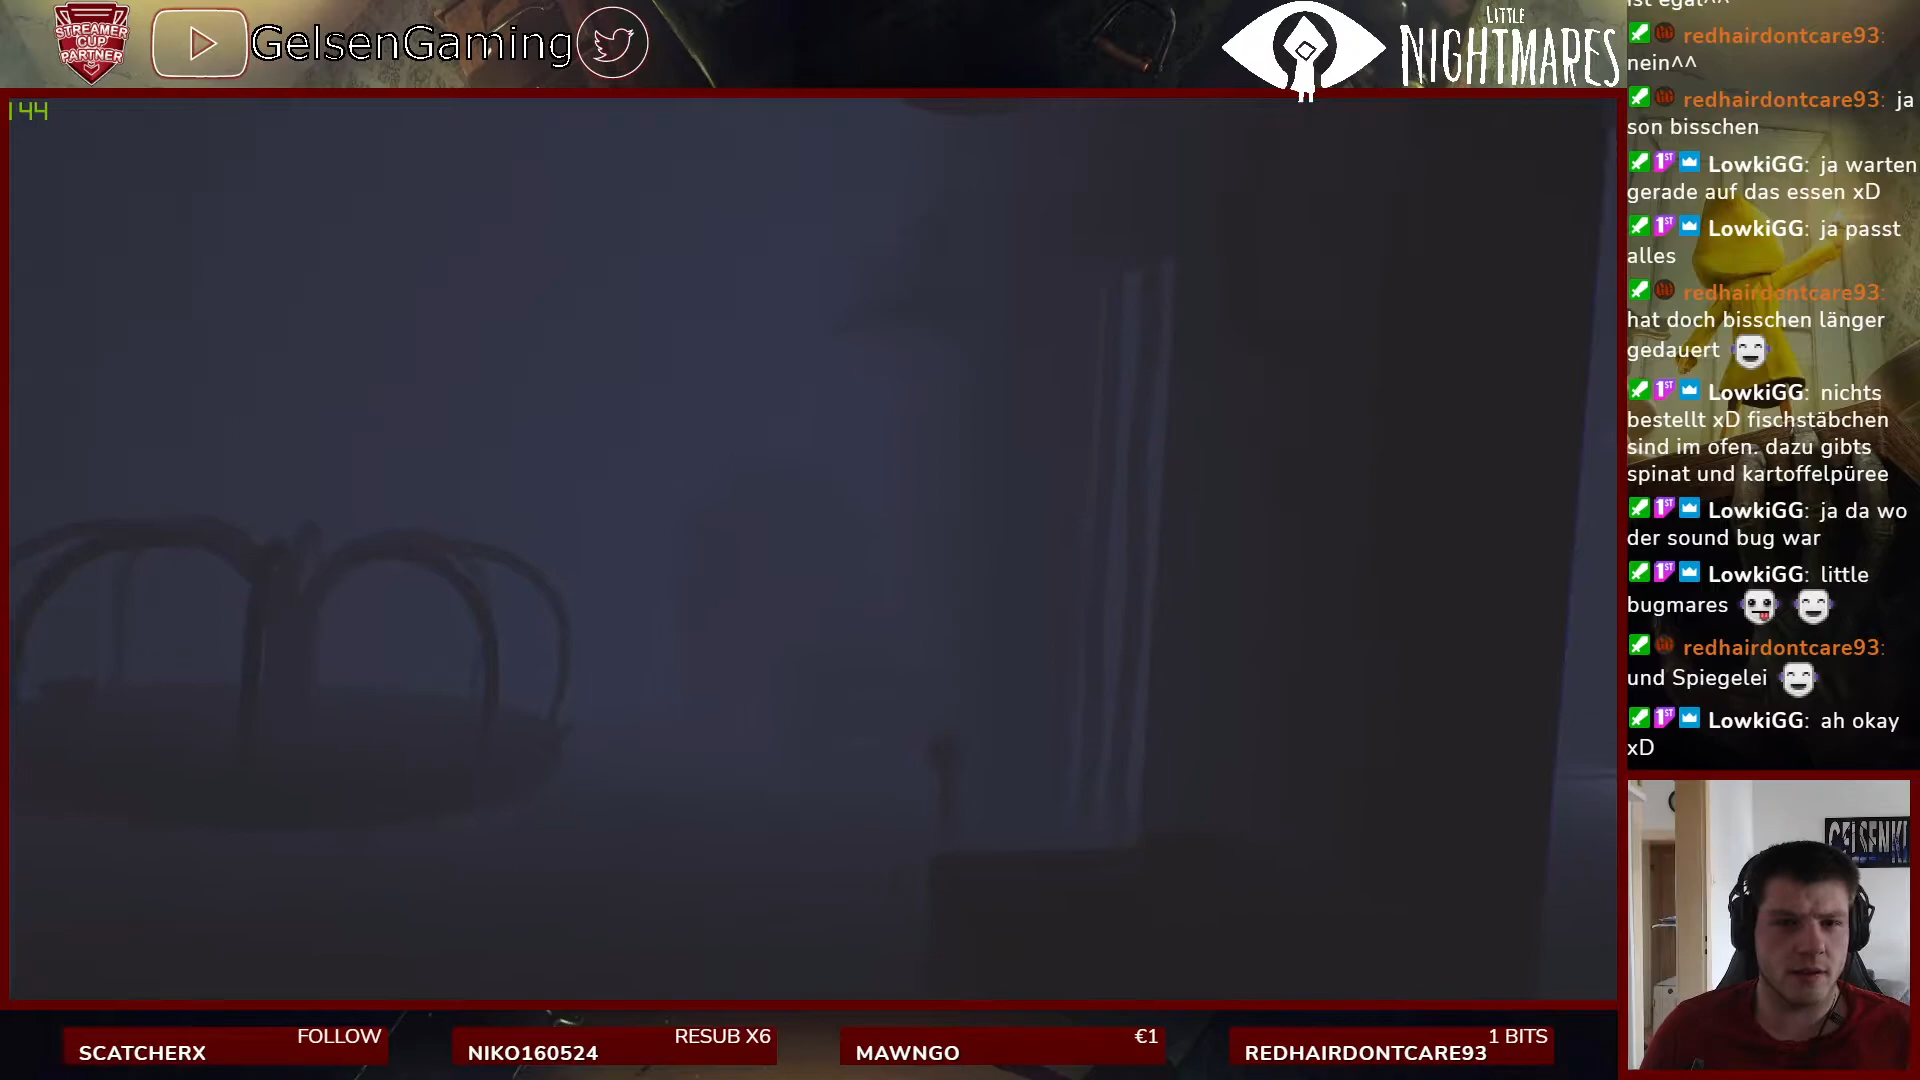 STREAMER
CUP
PARTNER
GelsenGaming
LITTLE
NIGHTMARES
144
ist egal^^
redhairdontcare93:
nein^^
redhairdontcare93: ja
son bisschen
LowkiGG: ja warten
gerade auf das essen xD
LowkiGG: ja passt
alles
redhairdontcare93:
hat doch bisschen länger
gedauert
LowkiGG: nichts
bestellt xD fischstäbchen
sind im ofen. dazu gibts
spinat und kartoffelpüree
LowkiGG: ja da wo
der sound bug war
LowkiGG: little
bugmares
redhairdontcare93:
und Spiegelei
LowkiGG: ah okay
xD
GELSENKI
FOLLOW
SCATCHERX
RESUB X6
NIKO160524
€1
MAWNGO
1 BITS
REDHAIRDONTCARE93